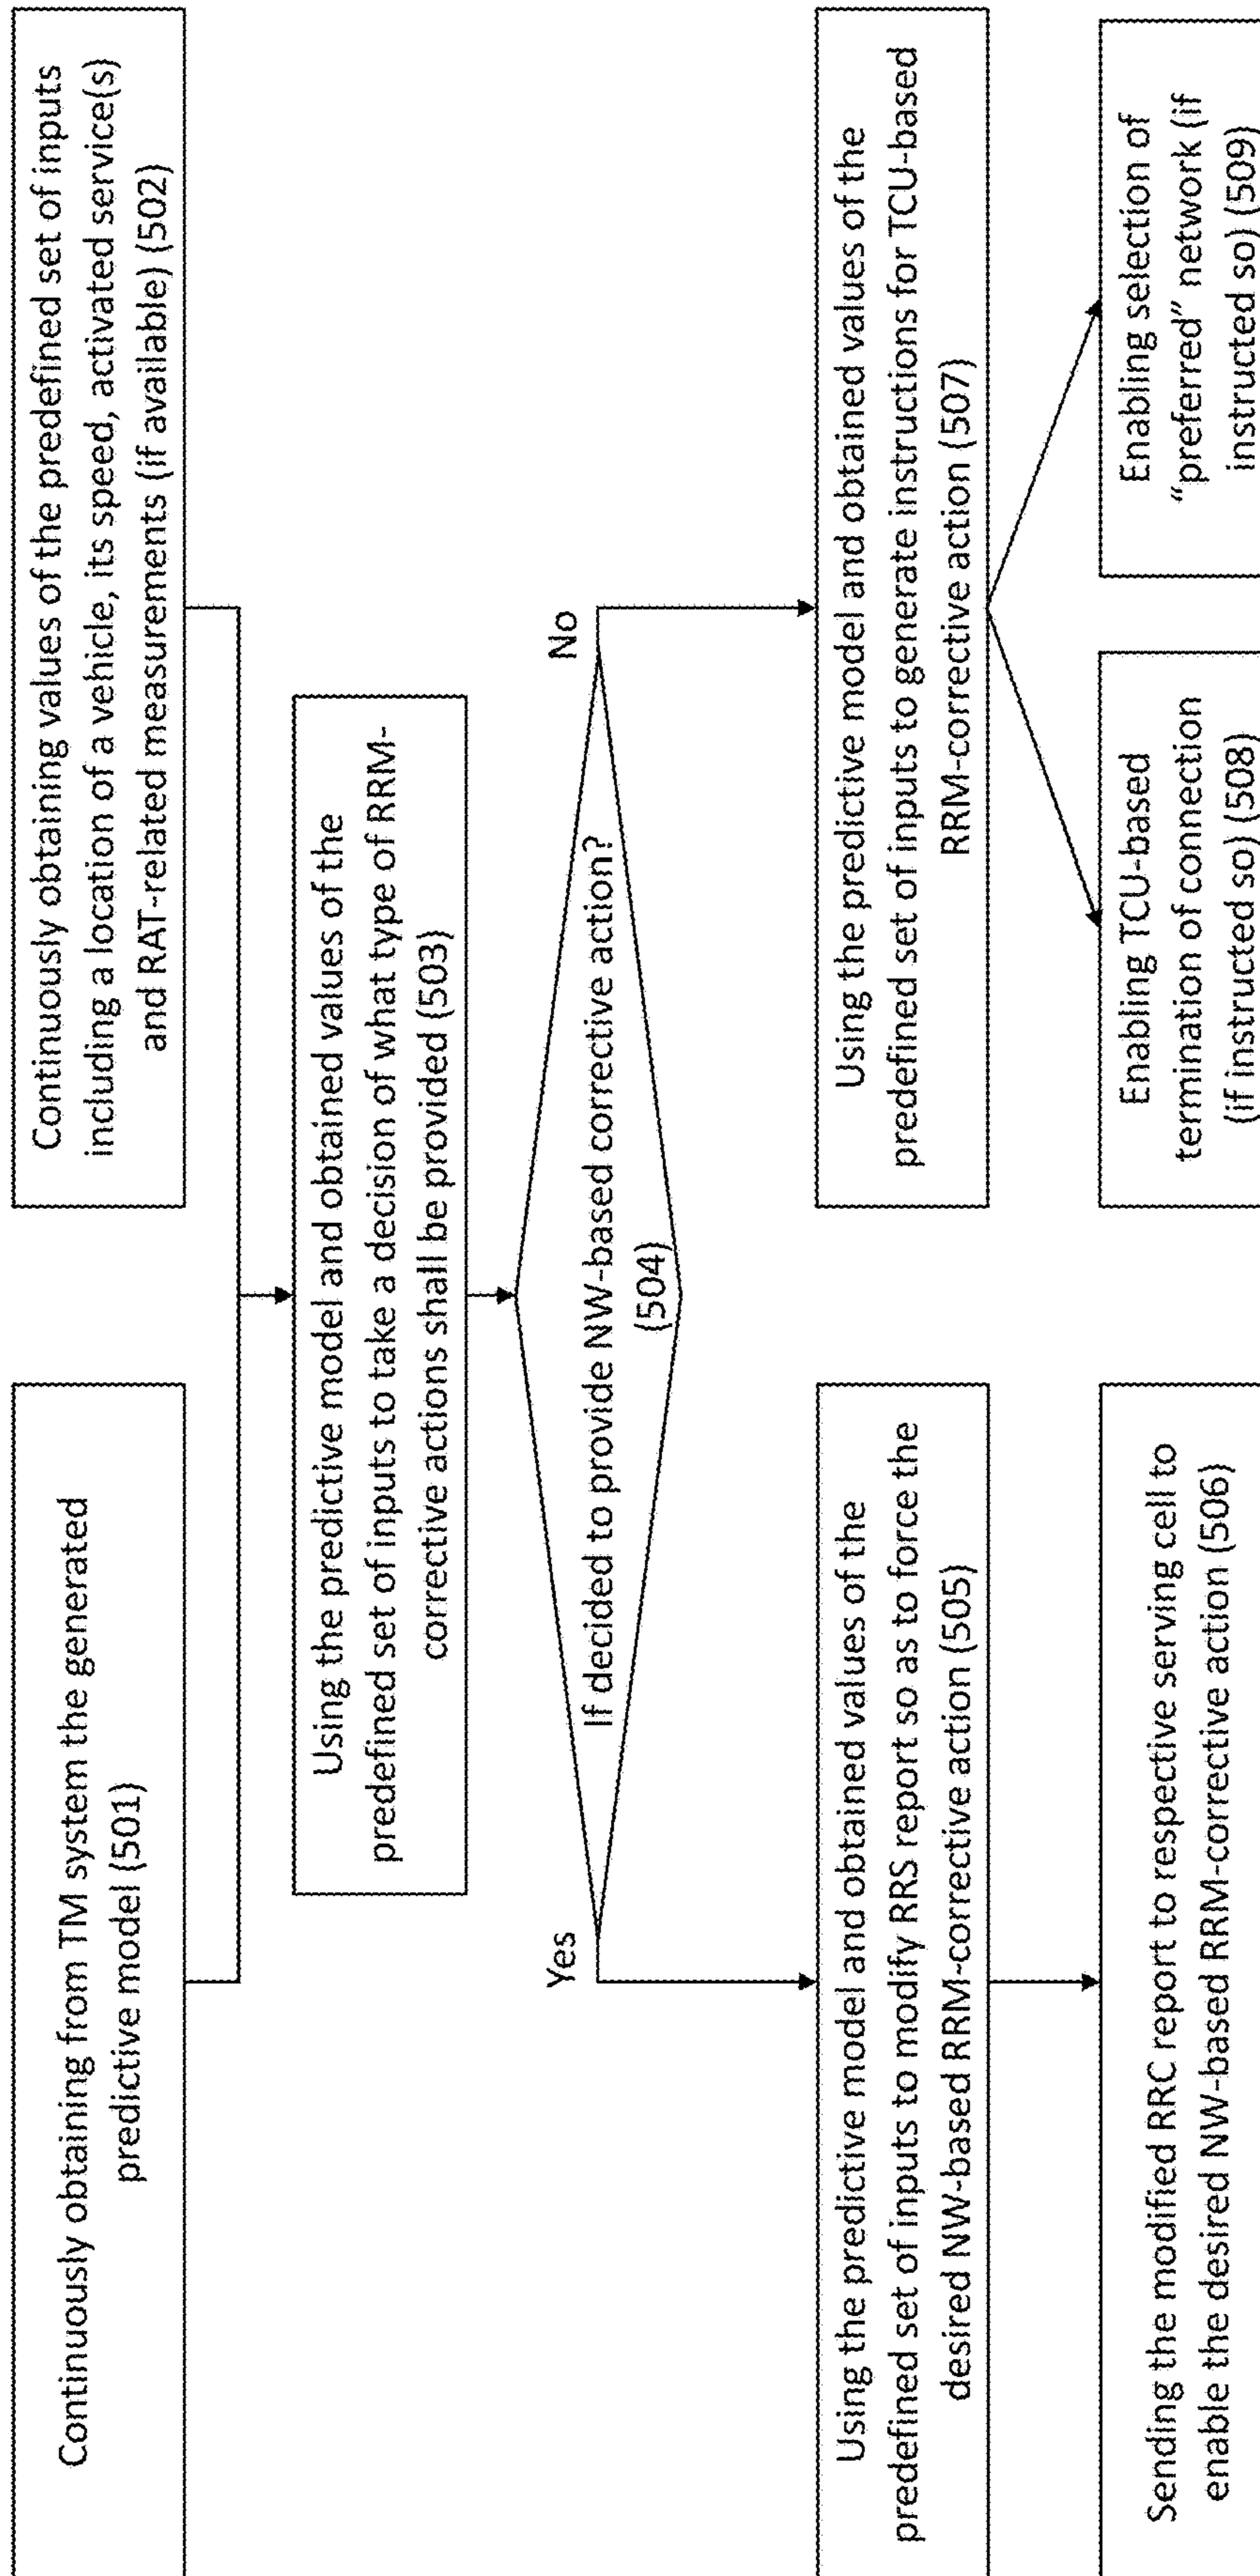 Continuously obtaining from TM system the generated
predictive model (501)
Continuously obtaining values of the predefined set of inputs
including a location of a vehicle, its speed, activated service(s)
and RAT-related measurements (if available) (502)
Using the predictive model and obtained values of the
predefined set of inputs to take a decision of what type of RRM-
corrective actions shall be provided (503)
If decided to provide NW-based corrective action?
(504)
Yes
No
Using the predictive model and obtained values of the
predefined set of inputs to modify RRS report so as to force the
desired NW-based RRM-corrective action (505)
Using the predictive model and obtained values of the
predefined set of inputs to generate instructions for TCU-based
RRM-corrective action (507)
Sending the modified RRC report to respective serving cell to
enable the desired NW-based RRM-corrective action (506)
Enabling TCU-based
termination of connection
(if instructed so) (508)
Enabling selection of
“preferred” network (if
instructed so) (509)